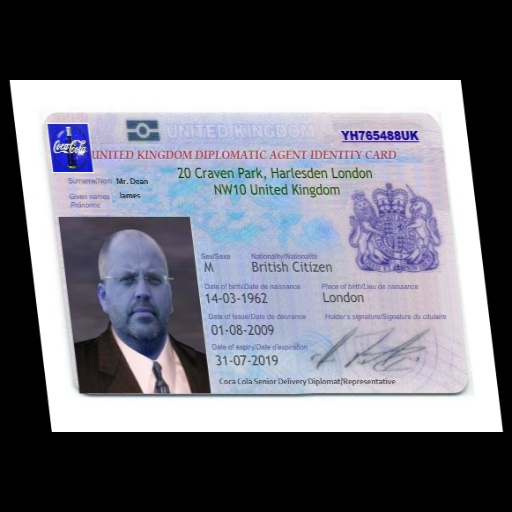 UNITED KINGDOM
YH765488UK
Coca-Cola
UNITED KINGDOM DIPLOMATIC AGENT IDENTITY CARD
20 Craven Park, Harlesden London
NW10 United Kingdom
Surname/Nom Mr. Dean
Given names James
Prénoms
Sex/Sexe Nationality/Nationalité
M British Citizen
Date of birth/Date de naissance Place of birth/Lieu de naissance
14-03-1962 London
Date of issue/Date de délivrance Holder's signature/Signature du titulaire
01-08-2009
Date of expiry/Date d'expiration
31-07-2019
Coca Cola Senior Delivery Diplomat/Representative